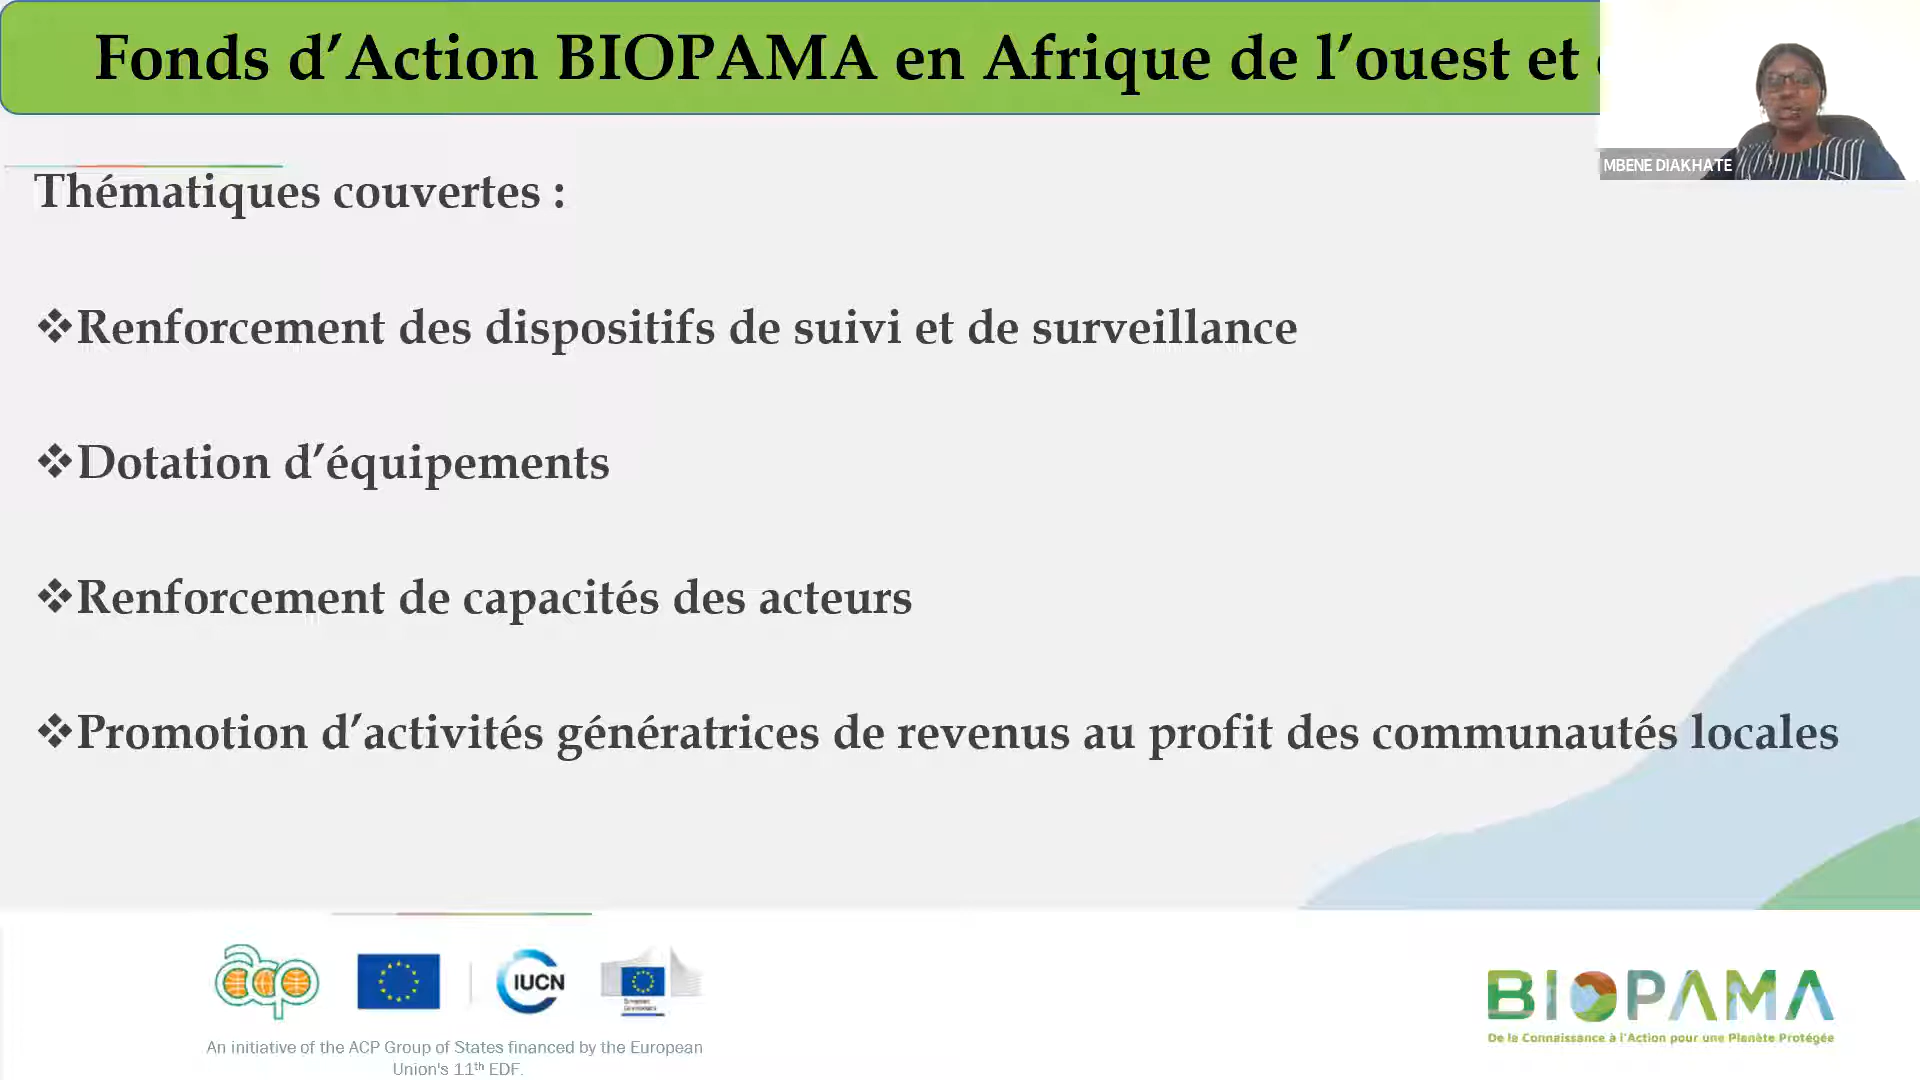 Fonds d’Action BIOPAMA en Afrique de l’ouest et
MBENE DIAKHATE
Thématiques couvertes :
❖Renforcement des dispositifs de suivi et de surveillance
❖Dotation d’équipements
❖Renforcement de capacités des acteurs
❖Promotion d’activités génératrices de revenus au profit des communautés locales
acp
IUCN
European
Commission
An initiative of the ACP Group of States financed by the European
Union's 11th EDF.
BIOPAMA
De la Connaissance à l'Action pour une Planète Protégée